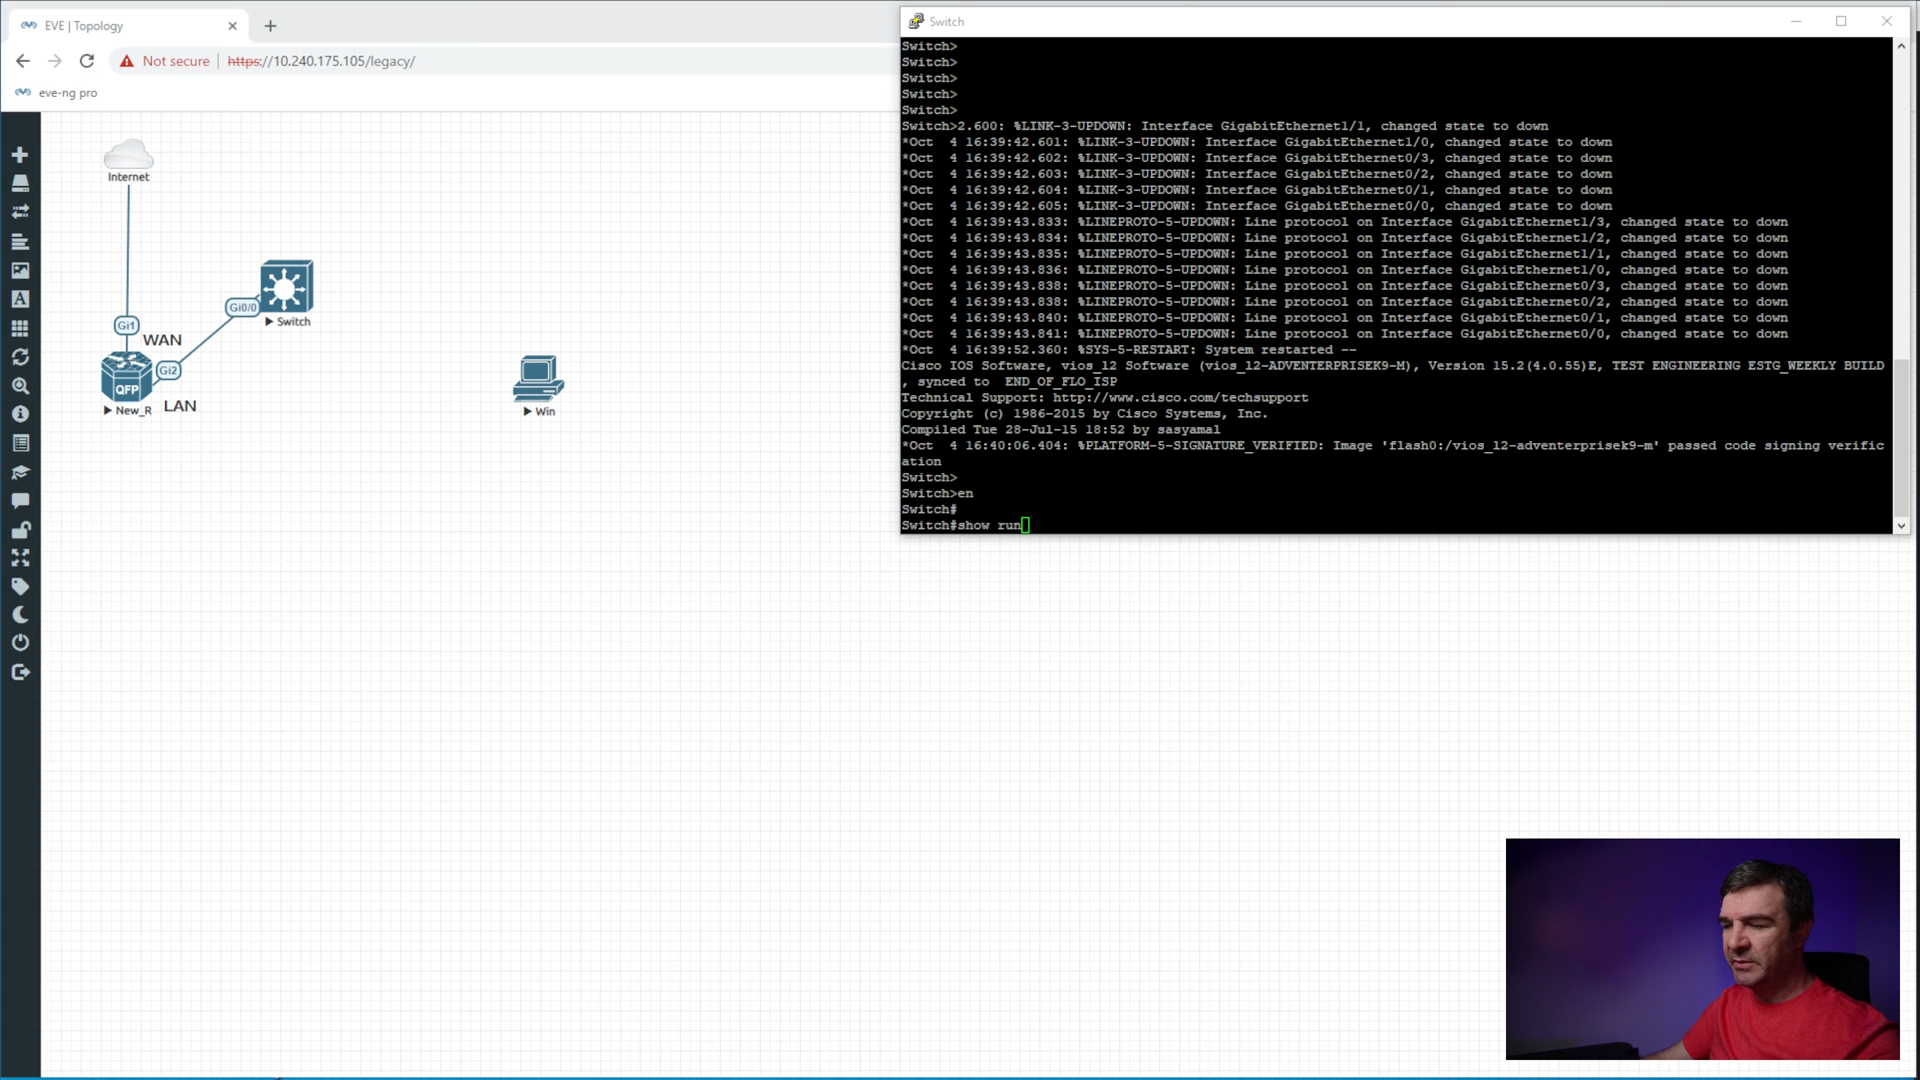 EVE | Topology
Not secure
https://10.240.175.105/legacy/
eve-ng pro
Internet
Gi0/0
Switch
Gi1
WAN
Gi2
QFP
New_R
LAN
Win
Switch
Switch>
Switch>
Switch>
Switch>
Switch>
Switch>2.600: %LINK-3-UPDOWN: Interface GigabitEthernet1/1, changed state to down
*Oct  4 16:39:42.601: %LINK-3-UPDOWN: Interface GigabitEthernet1/0, changed state to down
*Oct  4 16:39:42.602: %LINK-3-UPDOWN: Interface GigabitEthernet0/3, changed state to down
*Oct  4 16:39:42.603: %LINK-3-UPDOWN: Interface GigabitEthernet0/2, changed state to down
*Oct  4 16:39:42.604: %LINK-3-UPDOWN: Interface GigabitEthernet0/1, changed state to down
*Oct  4 16:39:42.605: %LINK-3-UPDOWN: Interface GigabitEthernet0/0, changed state to down
*Oct  4 16:39:43.833: %LINEPROTO-5-UPDOWN: Line protocol on Interface GigabitEthernet1/3, changed state to down
*Oct  4 16:39:43.834: %LINEPROTO-5-UPDOWN: Line protocol on Interface GigabitEthernet1/2, changed state to down
*Oct  4 16:39:43.835: %LINEPROTO-5-UPDOWN: Line protocol on Interface GigabitEthernet1/1, changed state to down
*Oct  4 16:39:43.836: %LINEPROTO-5-UPDOWN: Line protocol on Interface GigabitEthernet1/0, changed state to down
*Oct  4 16:39:43.838: %LINEPROTO-5-UPDOWN: Line protocol on Interface GigabitEthernet0/3, changed state to down
*Oct  4 16:39:43.838: %LINEPROTO-5-UPDOWN: Line protocol on Interface GigabitEthernet0/2, changed state to down
*Oct  4 16:39:43.840: %LINEPROTO-5-UPDOWN: Line protocol on Interface GigabitEthernet0/1, changed state to down
*Oct  4 16:39:43.841: %LINEPROTO-5-UPDOWN: Line protocol on Interface GigabitEthernet0/0, changed state to down
*Oct  4 16:39:52.360: %SYS-5-RESTART: System restarted --
Cisco IOS Software, vios_l2 Software (vios_l2-ADVENTERPRISEK9-M), Version 15.2(4.0.55)E, TEST ENGINEERING ESTG_WEEKLY BUILD
, synced to  END_OF_FLO_ISP
Technical Support: http://www.cisco.com/techsupport
Copyright (c) 1986-2015 by Cisco Systems, Inc.
Compiled Tue 28-Jul-15 18:52 by sasyamal
*Oct  4 16:40:06.404: %PLATFORM-5-SIGNATURE_VERIFIED: Image 'flash0:/vios_l2-adventerprisek9-m' passed code signing verific
ation
Switch>
Switch>en
Switch#
Switch#show run